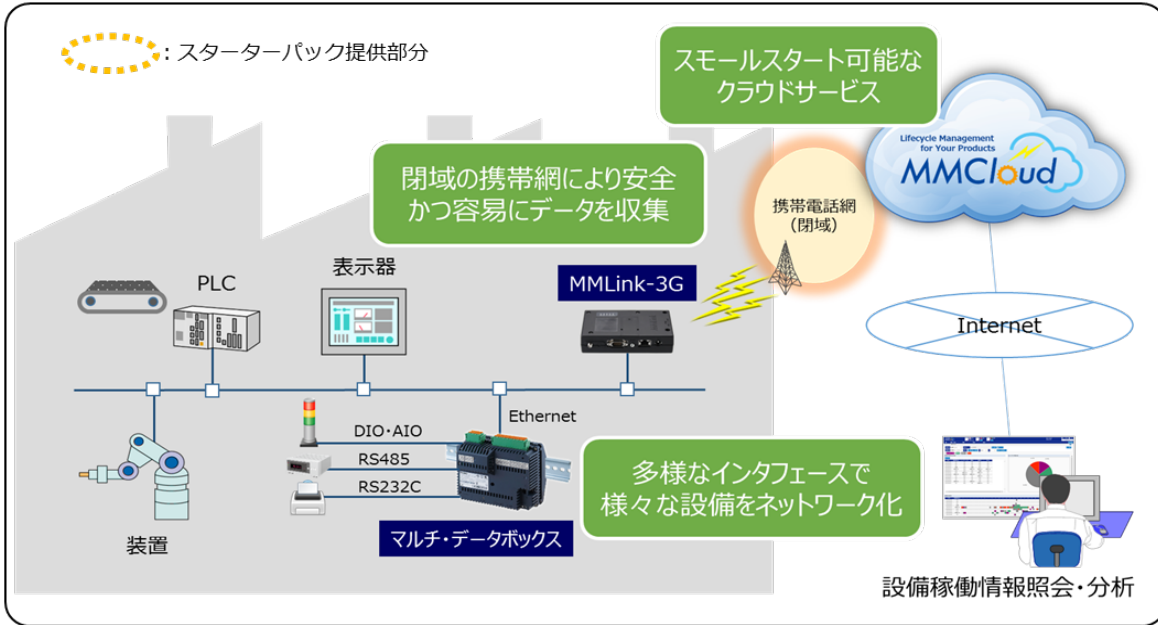 ：スターターパック提供部分
スモールスタート可能な
クラウドサービス
Lifecycle Management
for Your Products
MMCloud
閉域の携帯網により安全
かつ容易にデータを収集
携帯電話網
（閉域）
PLC
表示器
MMLink-3G
Internet
Ethernet
DIO・AIO
RS485
RS232C
多様なインタフェースで
様々な設備をネットワーク化
装置
マルチ・データボックス
設備稼働情報照会・分析